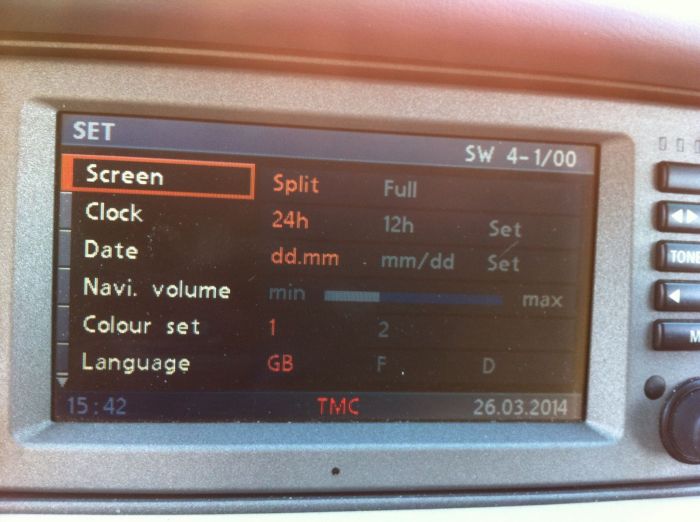 SET
SW 4-1/00
Screen Split Full
Clock 24h 12h Set
Date dd.mm mm/dd Set
Navi. volume min max
Colour set 1 2
Language GB F D
15:42 TMC 26.03.2014
TONE
M